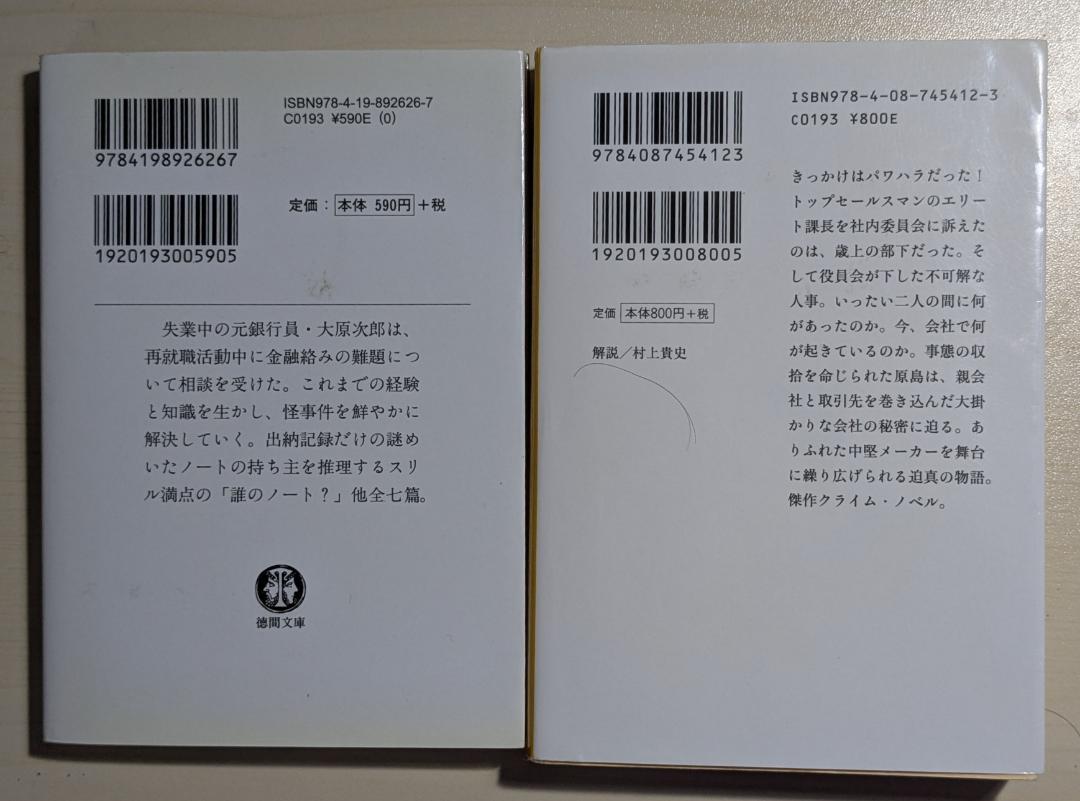 ISBN978-4-19-892626-7
C0193 ¥590E (0)
9784198926267
定価：本体 590円＋税
1920193005905
失業中の元銀行員・大原次郎は、
再就職活動中に金融絡みの難題につ
いて相談を受けた。これまでの経験
と知識を生かし、怪事件を鮮やかに
解決していく。出納記録だけの謎め
いたノートの持ち主を推理するスリ
ル満点の「誰のノート？」他全七篇。
徳間文庫
ISBN978-4-08-745412-3
C0193 ¥800E
9784087454123
1920193008005
定価 本体800円＋税
解説／村上貴史
きっかけはパワハラだった！
トップセールスマンのエリー
ト課長を社内委員会に訴えた
のは、歳上の部下だった。そ
して役員会が下した不可解な
人事。いったい二人の間に何
があったのか。今、会社で何
が起きているのか。事態の収
拾を命じられた原島は、親会
社と取引先を巻き込んだ大掛
かりな会社の秘密に迫る。あ
りふれた中堅メーカーを舞台
に繰り広げられる迫真の物語。
傑作クライム・ノベル。